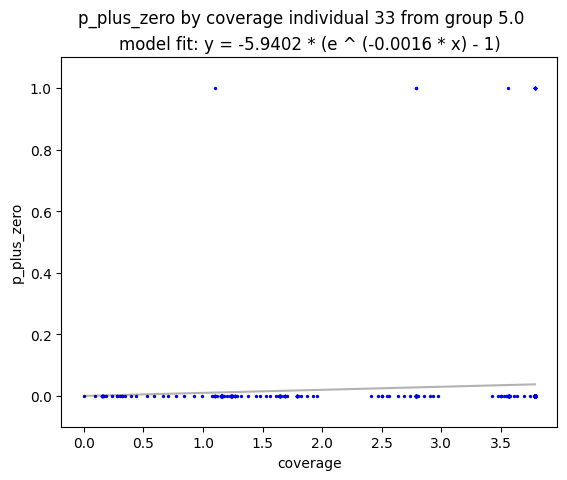 p_plus_zero by coverage individual 33 from group 5.0
model fit: y = -5.9402 * (e ^ (-0.0016 * x) - 1)
1.0
0.8
0.6
0.4
0.2
0.0
p_plus_zero
0.0 0.5 1.0 1.5 2.0 2.5 3.0 3.5
coverage